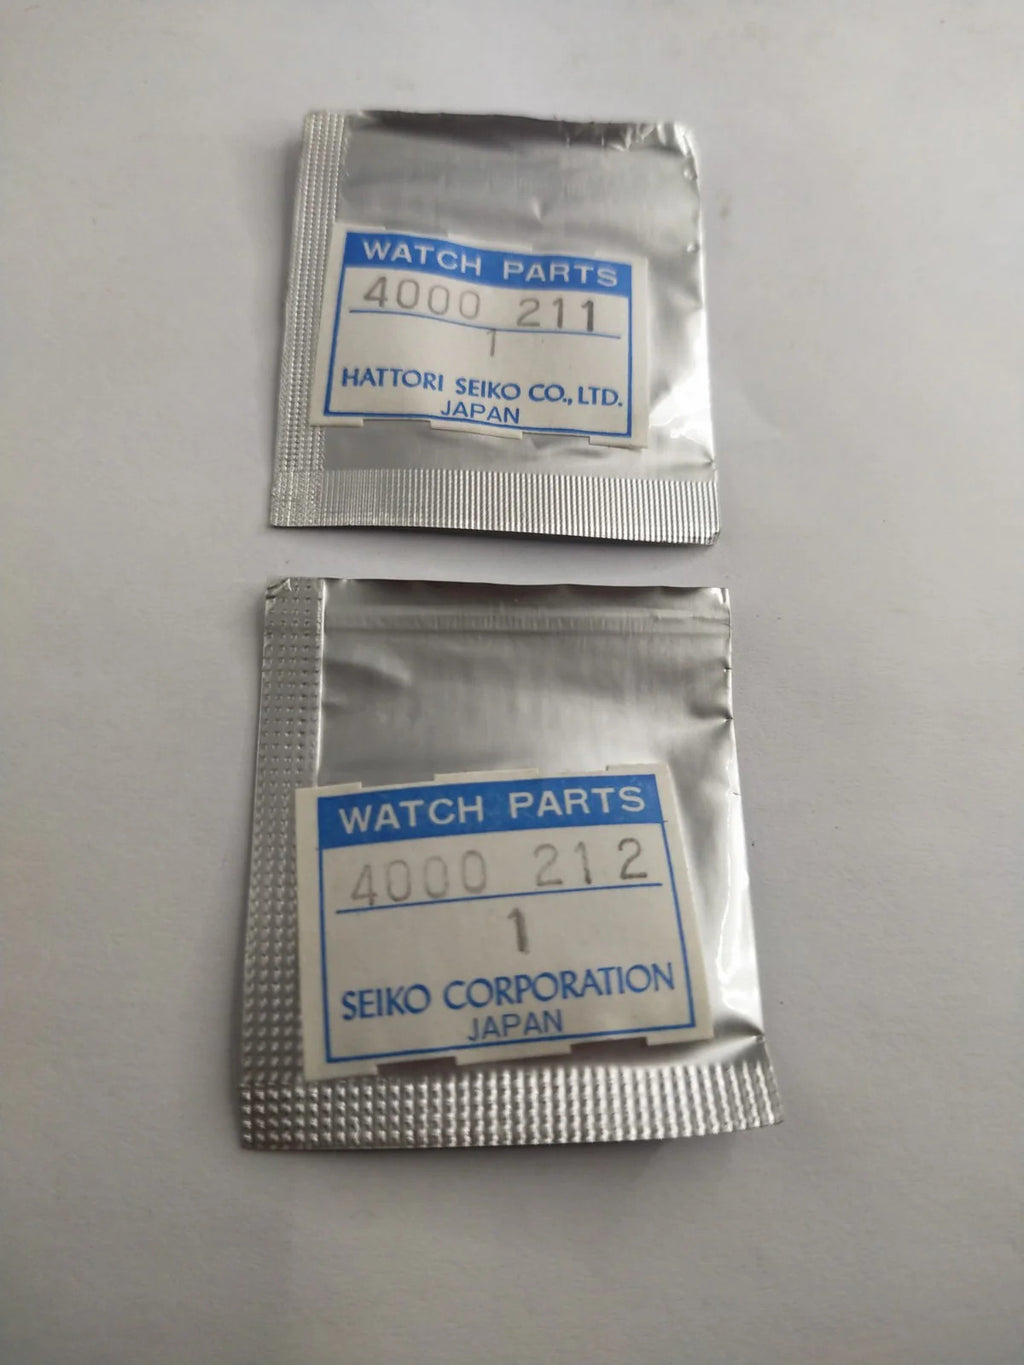 WATCH PARTS
4000 211
1
HATTORI SEIKO CO., LTD.
JAPAN
WATCH PARTS
4000 212
1
SEIKO CORPORATION
JAPAN